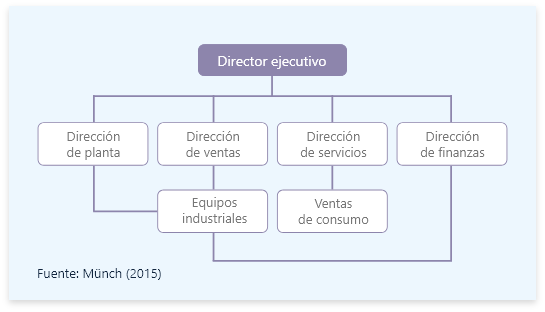 Director ejecutivo
Dirección
de planta
Dirección
de ventas
Dirección
de servicios
Dirección
de finanzas
Equipos
industriales
Ventas
de consumo
Fuente: Münch (2015)